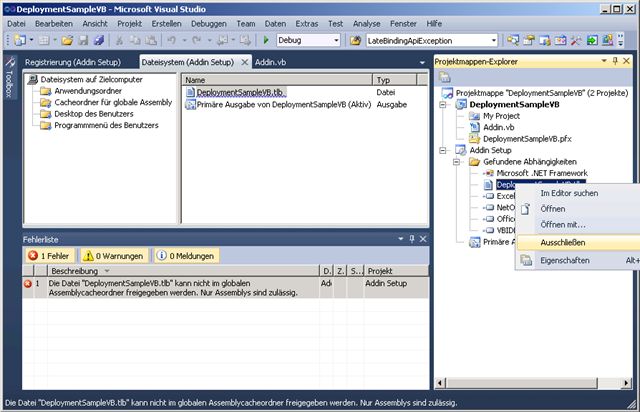 DeploymentSampleVB - Microsoft Visual Studio
Datei Bearbeiten Ansicht Projekt Erstellen Debuggen Team Daten Extras Test Analyse Fenster Hilfe
Debug LateBindingApiException
Toolbox
Registrierung (Addin Setup) Dateisystem (Addin Setup) Addin.vb
Dateisystem auf Zielcomputer
Anwendungsordner
Cacheordner für globale Assembly
Desktop des Benutzers
Programmmenü des Benutzers
Name Typ
DeploymentSampleVB.tlb Datei
Primäre Ausgabe von DeploymentSampleVB (Aktiv) Ausgabe
Projektmappen-Explorer
Projektmappe "DeploymentSampleVB" (2 Projekte)
DeploymentSampleVB
My Project
Addin.vb
DeploymentSampleVB.pfx
Addin Setup
Gefundene Abhängigkeiten
Microsoft .NET Framework
Excel
NetO
Office
VBIDE
Primäre A
Im Editor suchen
Öffnen
Öffnen mit...
Ausschließen
Eigenschaften Alt+
Fehlerliste
1 Fehler 0 Warnungen 0 Meldungen
Beschreibung D. Z. S... Projekt
1 Die Datei "DeploymentSampleVB.tlb" kann nicht im globalen Assemblycacheordner freigegeben werden. Nur Assemblys sind zulässig. Addin Setup
Die Datei "DeploymentSampleVB.tlb" kann nicht im globalen Assemblycacheordner freigegeben werden. Nur Assemblys sind zulässig.